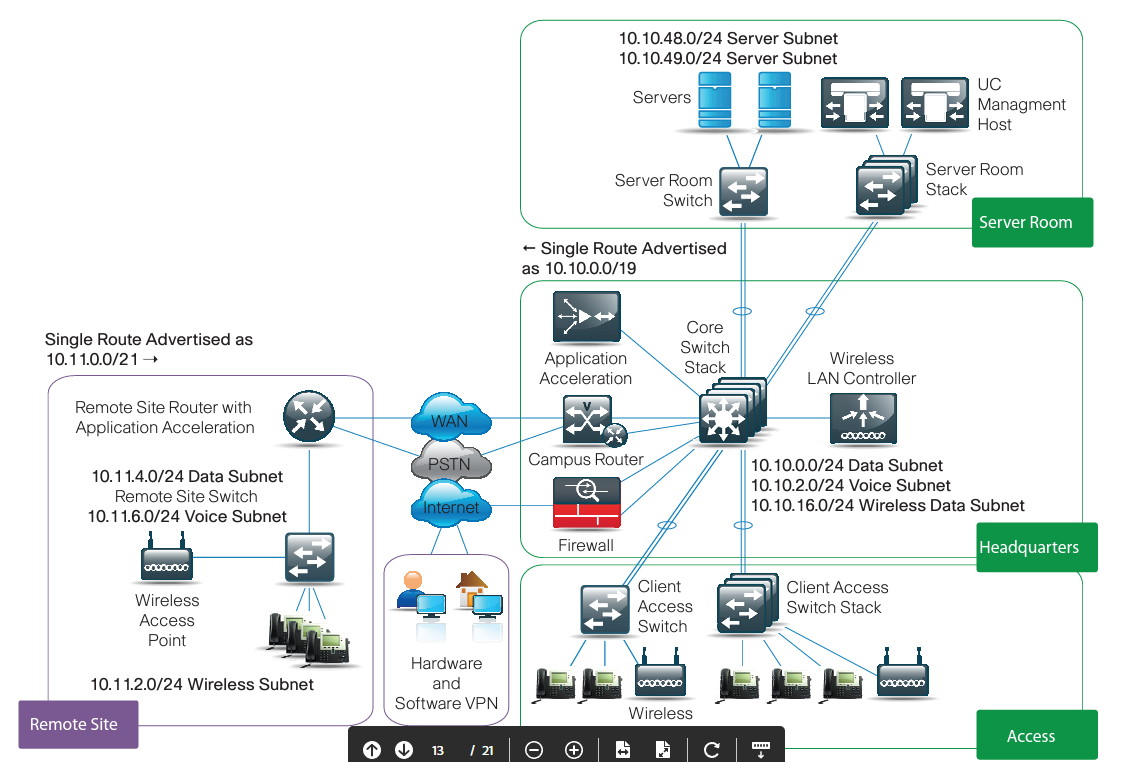 10.10.48.0/24 Server Subnet
10.10.49.0/24 Server Subnet
Servers
UC
Managment
Host
Server Room
Switch
Server Room
Stack
Server Room
← Single Route Advertised
as 10.10.0.0/19
Application
Acceleration
Core
Switch
Stack
Wireless
LAN Controller
V
Campus Router
Firewall
10.10.0.0/24 Data Subnet
10.10.2.0/24 Voice Subnet
10.10.16.0/24 Wireless Data Subnet
Headquarters
Single Route Advertised as
10.11.0.0/21 →
Remote Site Router with
Application Acceleration
10.11.4.0/24 Data Subnet
Remote Site Switch
10.11.6.0/24 Voice Subnet
Wireless
Access
Point
10.11.2.0/24 Wireless Subnet
Remote Site
WAN
PSTN
Internet
Hardware
and
Software VPN
Client
Access
Switch
Client Access
Switch Stack
Wireless
Access
13 / 21